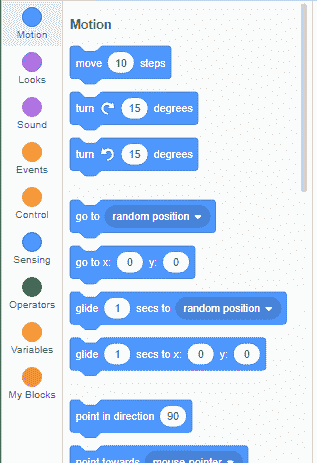 Motion
Looks
Sound
Events
Control
Sensing
Operators
Variables
My Blocks
Motion
move 10 steps
turn 15 degrees
turn 15 degrees
go to random position
go to x: 0 y: 0
glide 1 secs to random position
glide 1 secs to x: 0 y: 0
point in direction 90
point towards mouse-pointer